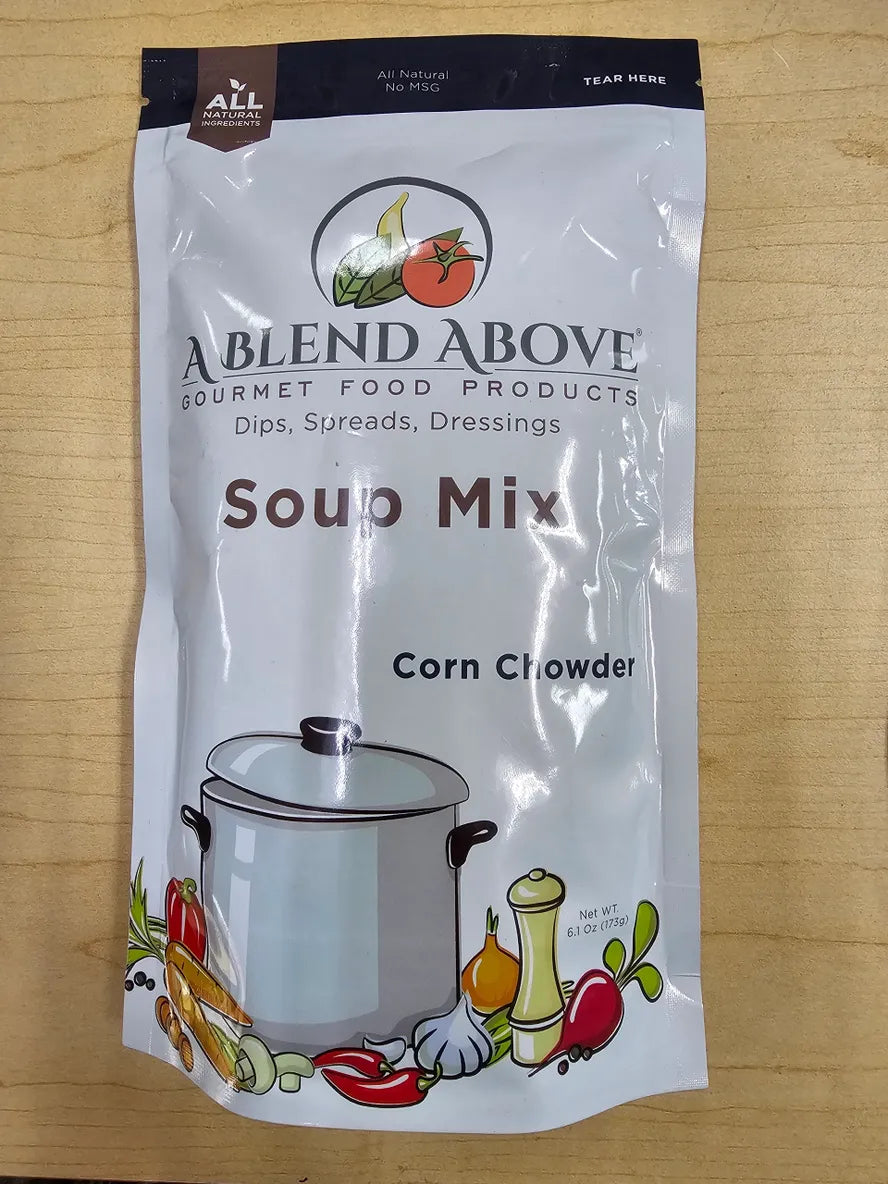 ALL
NATURAL
INGREDIENTS
All Natural
No MSG
TEAR HERE
A BLEND ABOVE®
GOURMET FOOD PRODUCTS
Dips, Spreads, Dressings
Soup Mix
Corn Chowder
Net WT.
6.1 Oz (173g)